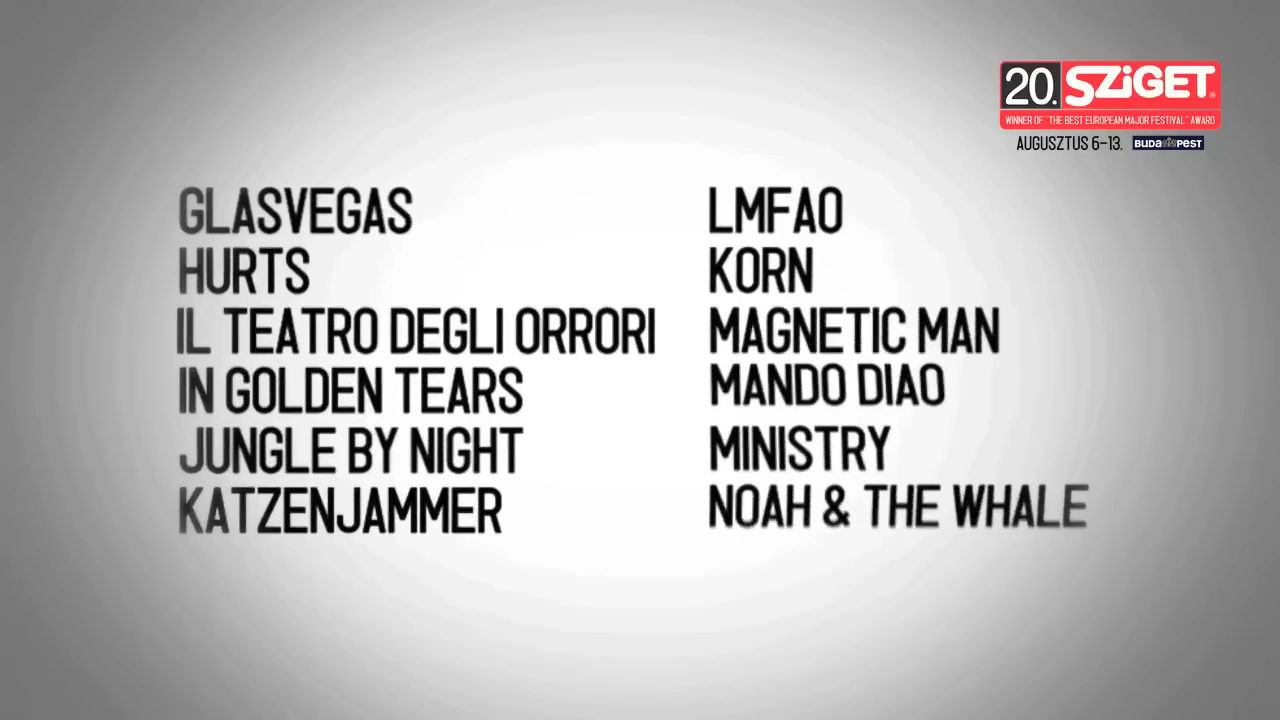 20. SZiGET
WINNER OF "THE BEST EUROPEAN MAJOR FESTIVAL" AWARD
AUGUSZTUS 6-13. BUDAPEST
GLASVEGAS
HURTS
IL TEATRO DEGLI ORRORI
IN GOLDEN TEARS
JUNGLE BY NIGHT
KATZENJAMMER
LMFAO
KORN
MAGNETIC MAN
MANDO DIAO
MINISTRY
NOAH & THE WHALE